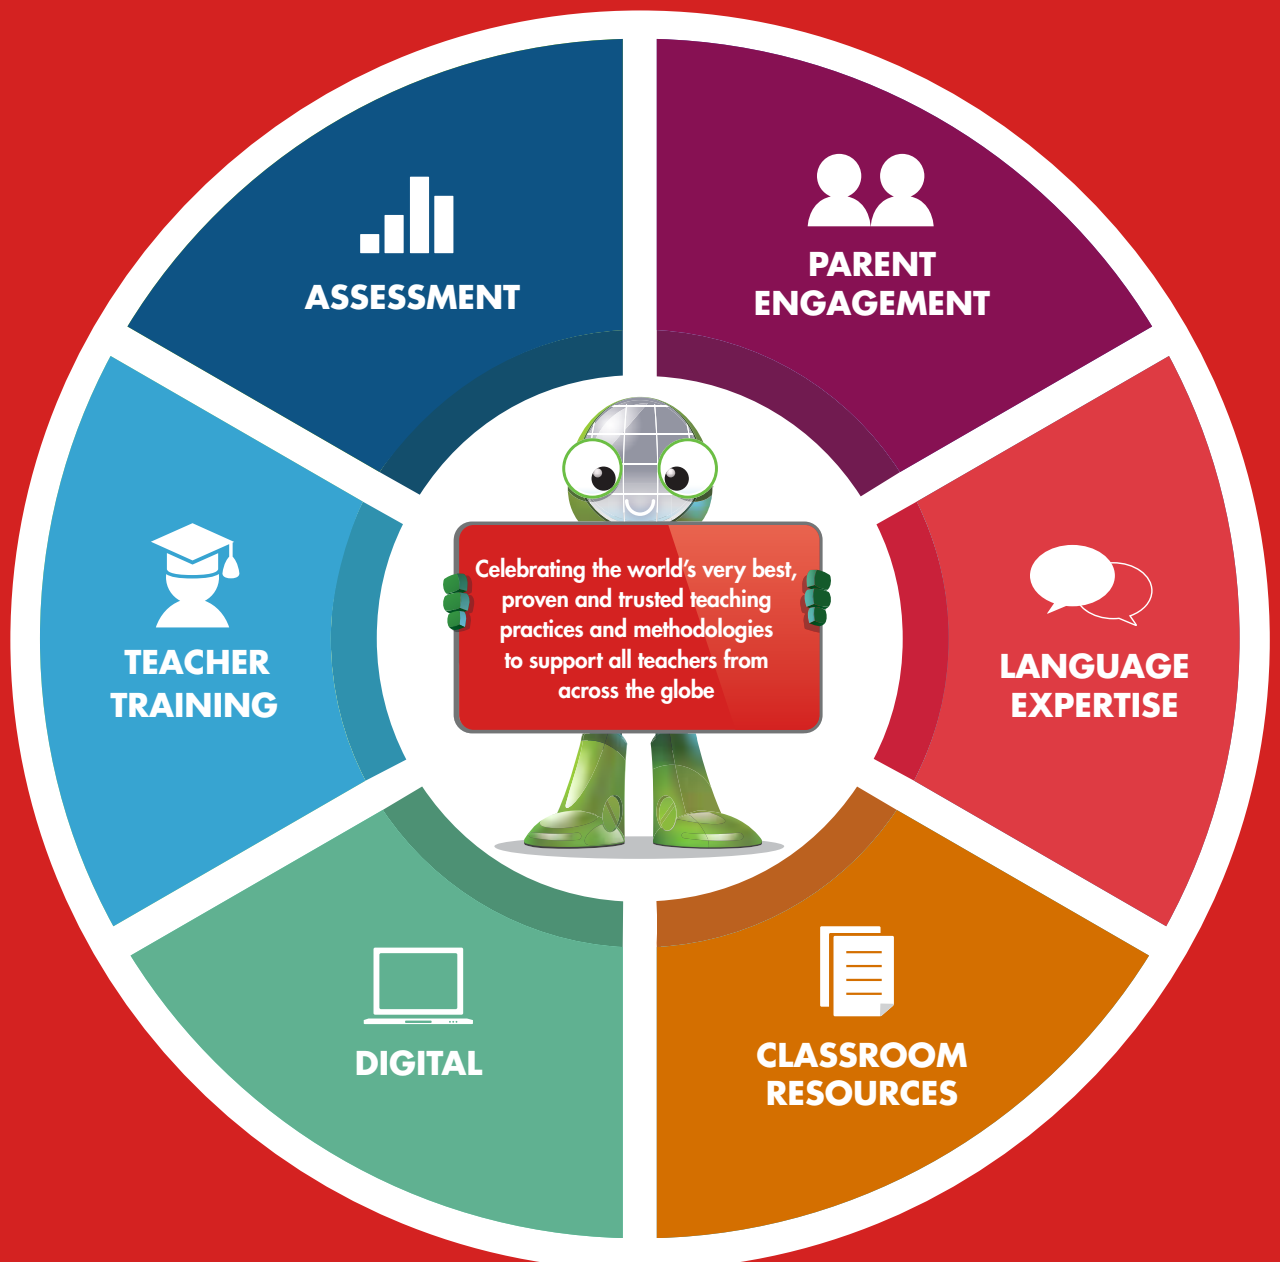 ASSESSMENT
PARENT
ENGAGEMENT
TEACHER
TRAINING
Celebrating the world's very best,
proven and trusted teaching
practices and methodologies
to support all teachers from
across the globe
LANGUAGE
EXPERTISE
DIGITAL
CLASSROOM
RESOURCES